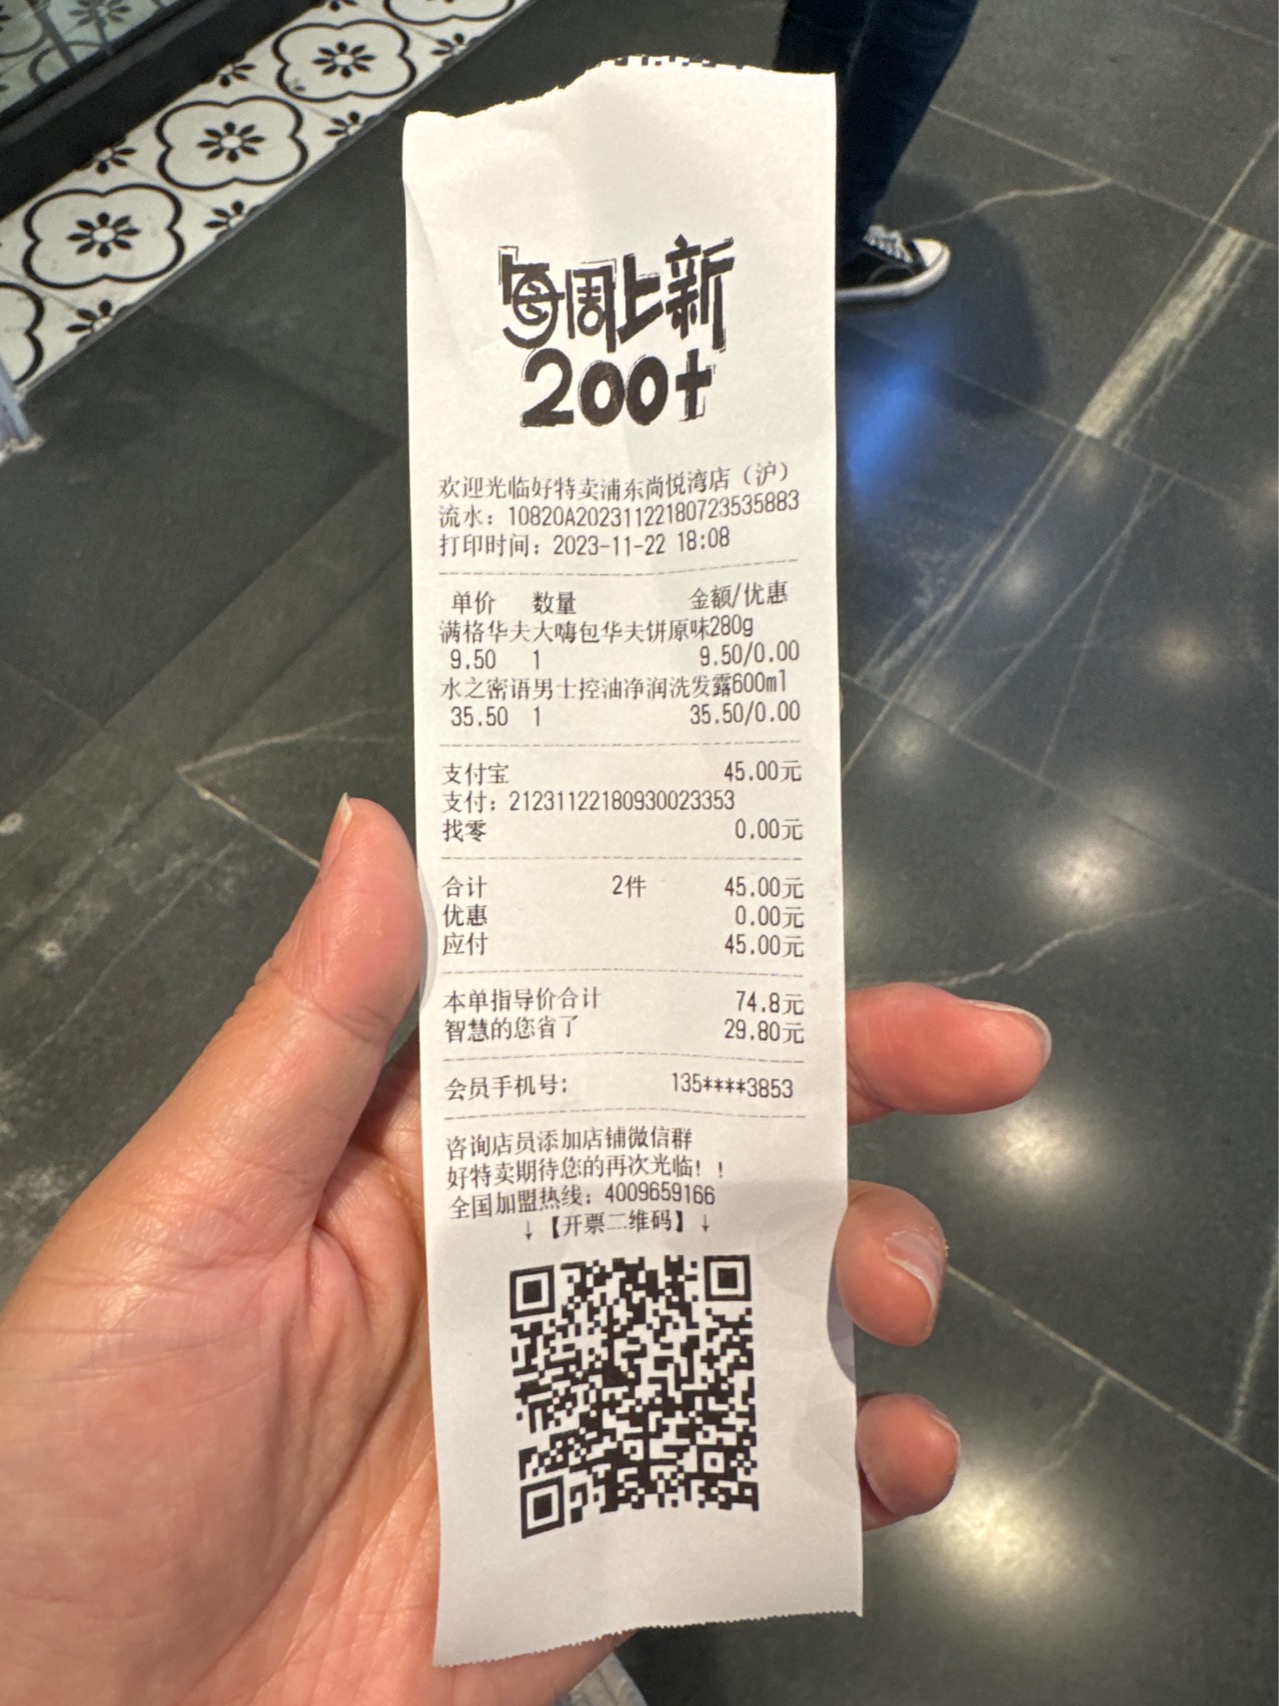 每周上新
200+
欢迎光临好特卖浦东尚悦湾店（沪）
流水：10820A20231122180723535883
打印时间：2023-11-22 18:08
单价 数量 金额/优惠
满格华夫大嗨包华夫饼原味280g
9.50 1 9.50/0.00
水之密语男士控油净润洗发露600ml
35.50 1 35.50/0.00
支付宝 45.00元
支付：21231122180930023353
找零 0.00元
合计 2件 45.00元
优惠 0.00元
应付 45.00元
本单指导价合计 74.8元
智慧的您省了 29.80元
会员手机号： 135****3853
咨询店员添加店铺微信群
好特卖期待您的再次光临！！
全国加盟热线：4009659166
↓【开票二维码】↓